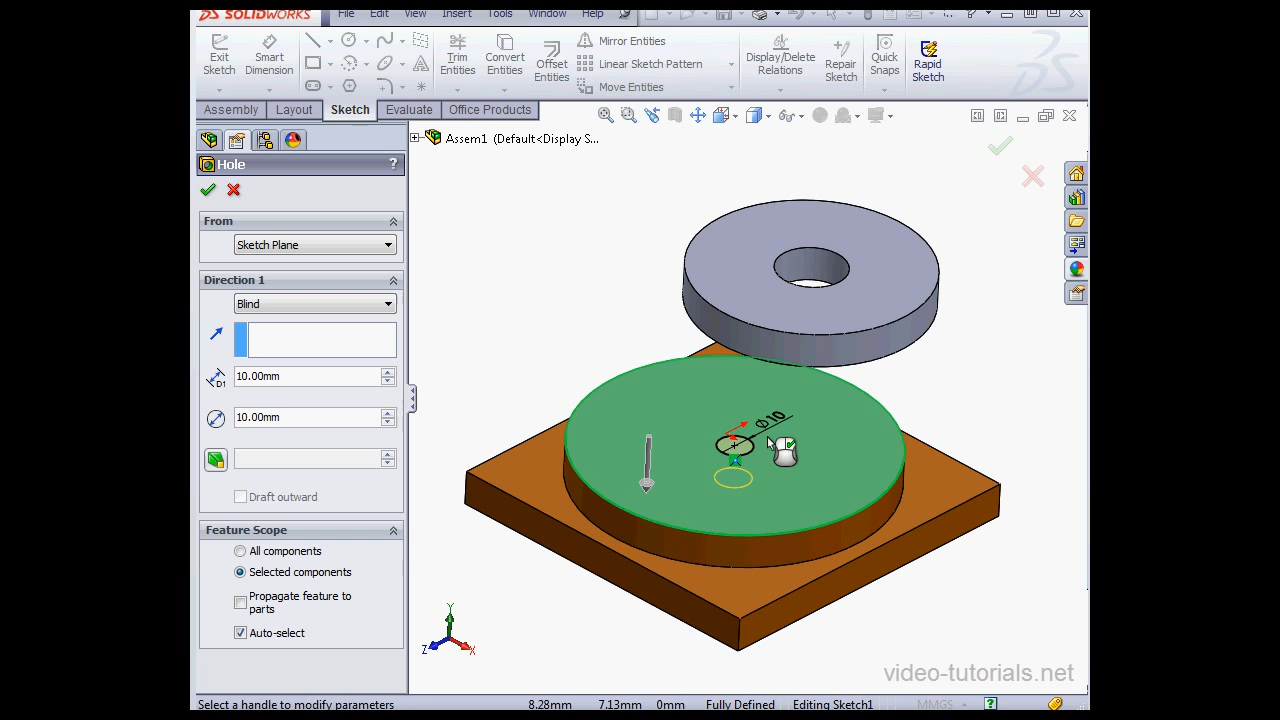 SOLIDWORKS File Edit View Insert Tools Window Help
Exit Sketch
Smart Dimension
Trim Entities
Convert Entities
Offset Entities
Mirror Entities
Linear Sketch Pattern
Move Entities
Display/Delete Relations
Repair Sketch
Quick Snaps
Rapid Sketch
Assembly Layout Sketch Evaluate Office Products
Assem1 (Default<Display S...
Hole ?
From
Sketch Plane
Direction 1
Blind
D1 10.00mm
10.00mm
Draft outward
Feature Scope
All components
Selected components
Propagate feature to
parts
Auto-select
Ø10
Y
Z X
video-tutorials.net
Select a handle to modify parameters 8.28mm 7.13mm 0mm Fully Defined Editing Sketch1 MMGS ?